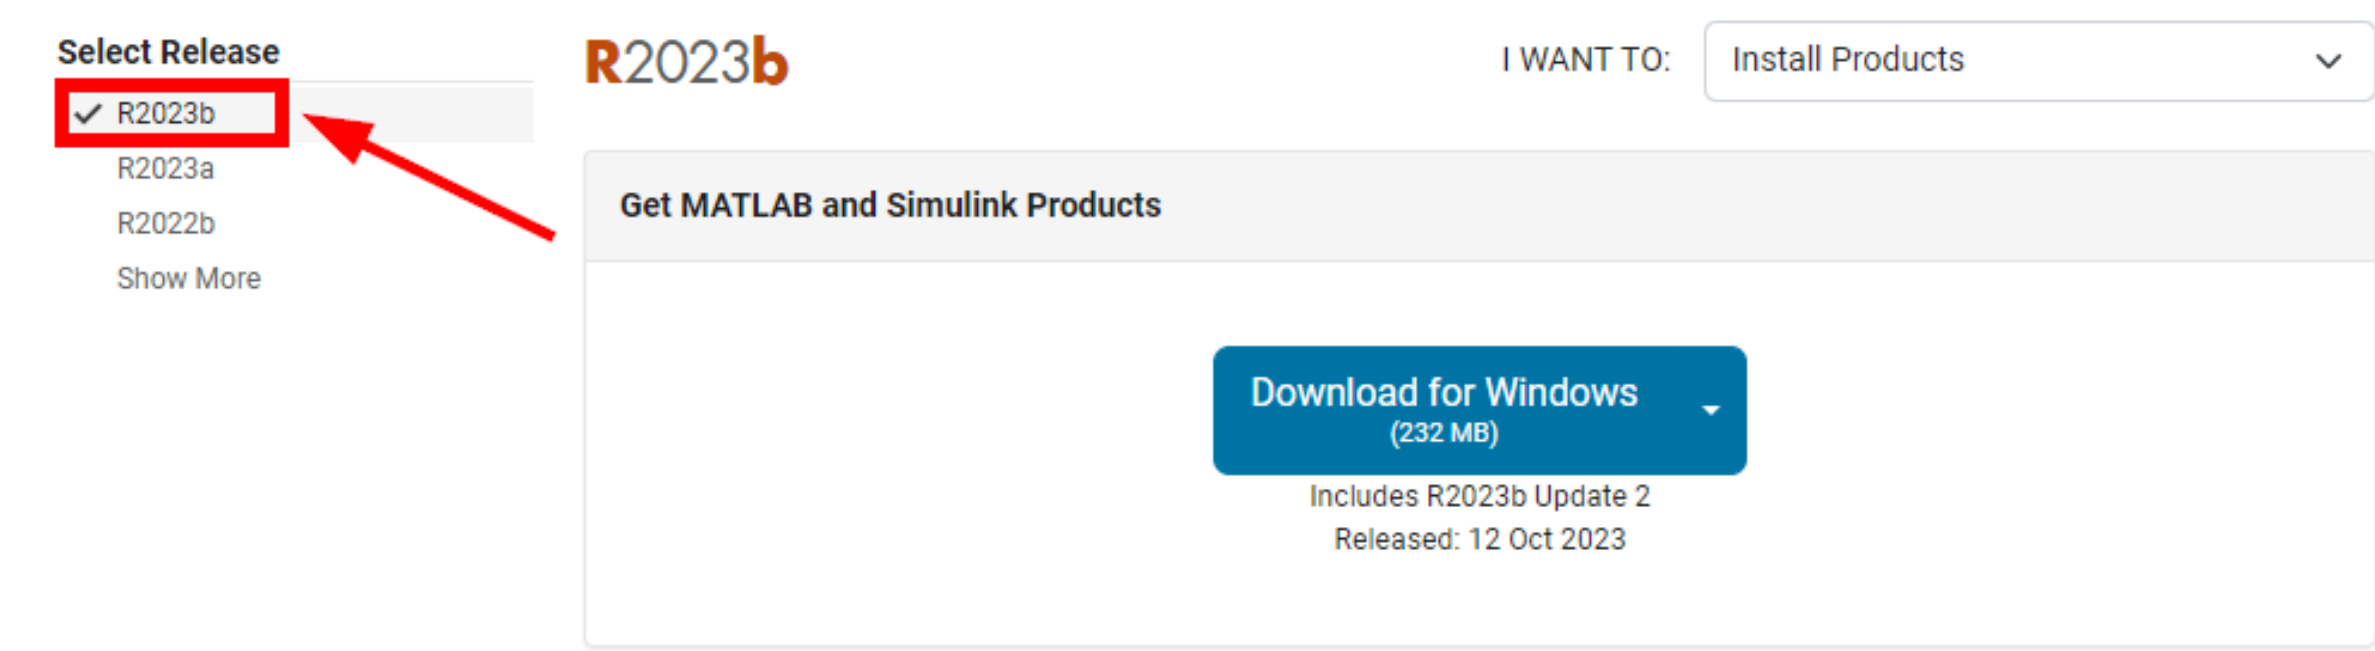 Select Release
R2023b
R2023a
R2022b
Show More
R2023b
I WANT TO: Install Products
Get MATLAB and Simulink Products
Download for Windows
(232 MB)
Includes R2023b Update 2
Released: 12 Oct 2023